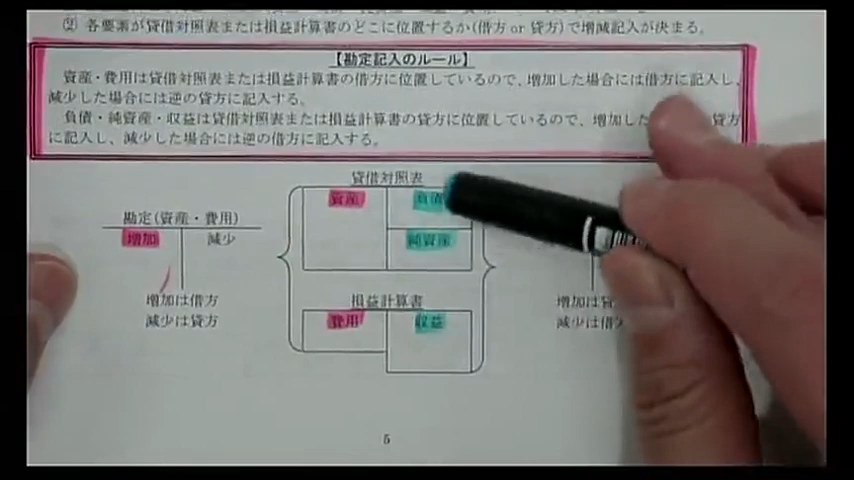 ② 各要素が貸借対照表または損益計算書のどこに位置するか(借方 or 貸方)で増減記入が決まる。
【勘定記入のルール】
資産・費用は貸借対照表または損益計算書の借方に位置しているので、増加した場合には借方に記入し、
減少した場合には逆の貸方に記入する。
負債・純資産・収益は貸借対照表または損益計算書の貸方に位置しているので、増加した 貸方
に記入し、減少した場合には逆の借方に記入する。
貸借対照表
資産 負債
勘定(資産・費用)
増加 減少
純資産
増加は借方
減少は貸方
損益計算書
費用 収益
増加は貸
減少は借
5